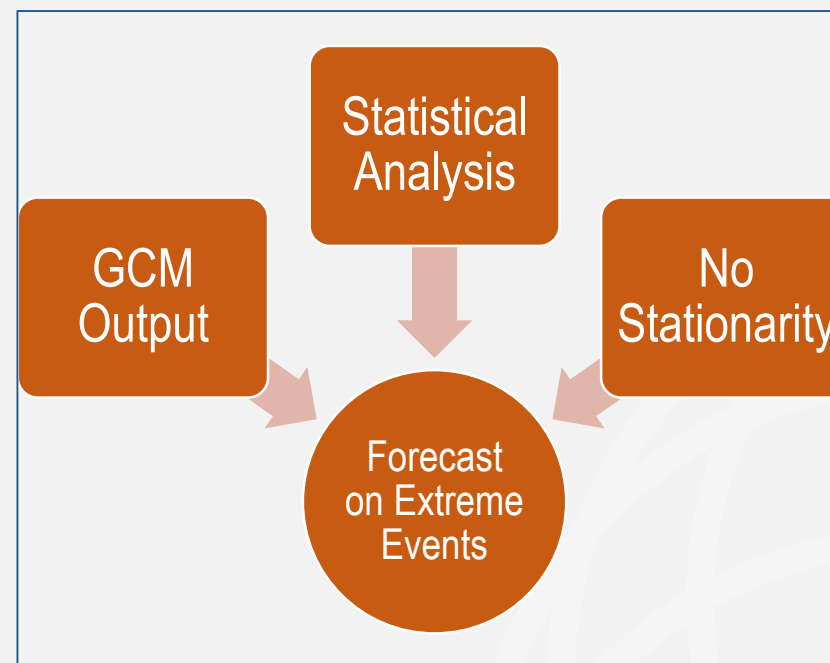 Statistical
Analysis
GCM
Output
No
Stationarity
Forecast
on Extreme
Events